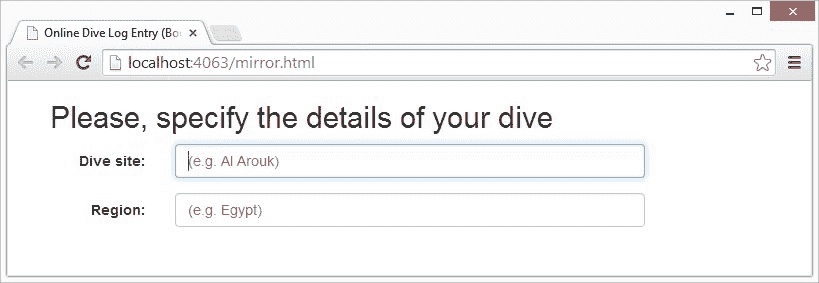 Online Dive Log Entry (Bou
localhost:4063/mirror.html
Please, specify the details of your dive
Dive site:
(e.g. Al Arouk)
Region:
(e.g. Egypt)